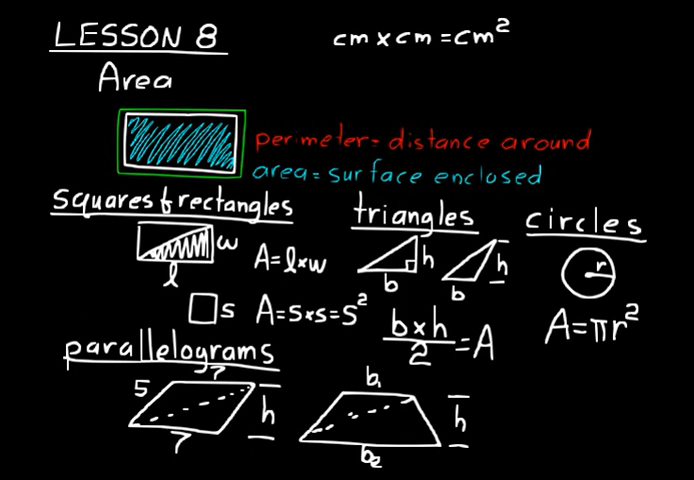 LESSON 8
cm x cm = cm²
Area
perimeter = distance around
area = surface enclosed
squares & rectangles
triangles
circles
w
l
A = l x w
h
b
h
b
r
s
A = s x s = s²
b x h
2
= A
A = πr²
parallelograms
7
5
h
7
b₁
h
b₂